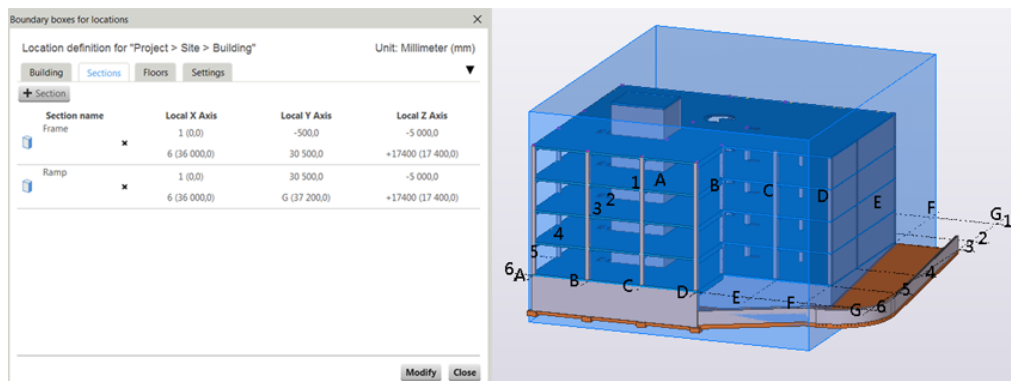 Boundary boxes for locations
Location definition for "Project > Site > Building" Unit: Millimeter (mm)
Building Sections Floors Settings
+ Section
Section name Local X Axis Local Y Axis Local Z Axis
Frame 1 (0,0) -500,0 -5 000,0
6 (36 000,0) 30 500,0 +17400 (17 400,0)
Ramp 1 (0,0) 30 500,0 -5 000,0
6 (36 000,0) G (37 200,0) +17400 (17 400,0)
Modify Close
1 A B C D E F G 1
2
3
4
5
6 A B C D E F G 6 5 4 3 2